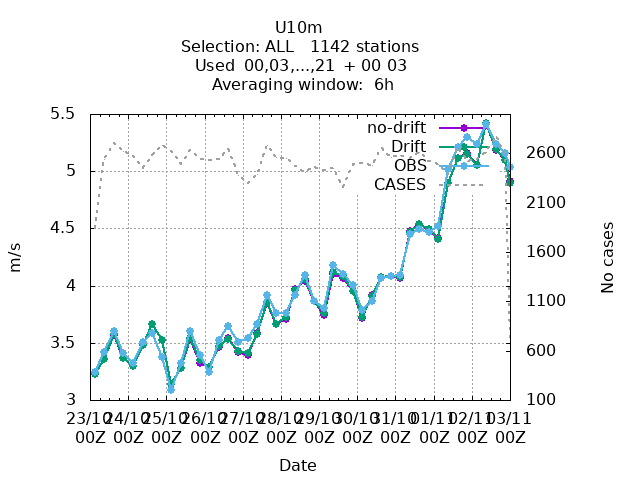 U10m
Selection: ALL   1142 stations
Used  00,03,...,21  + 00 03
Averaging window:  6h
no-drift
Drift
OBS
CASES
5.5
5
4.5
4
3.5
3
m/s
2600
2100
1600
1100
600
100
No cases
23/10 24/10 25/10 26/10 27/10 28/10 29/10 30/10 31/10 01/11 02/11 03/11
00Z 00Z 00Z 00Z 00Z 00Z 00Z 00Z 00Z 00Z 00Z 00Z
Date